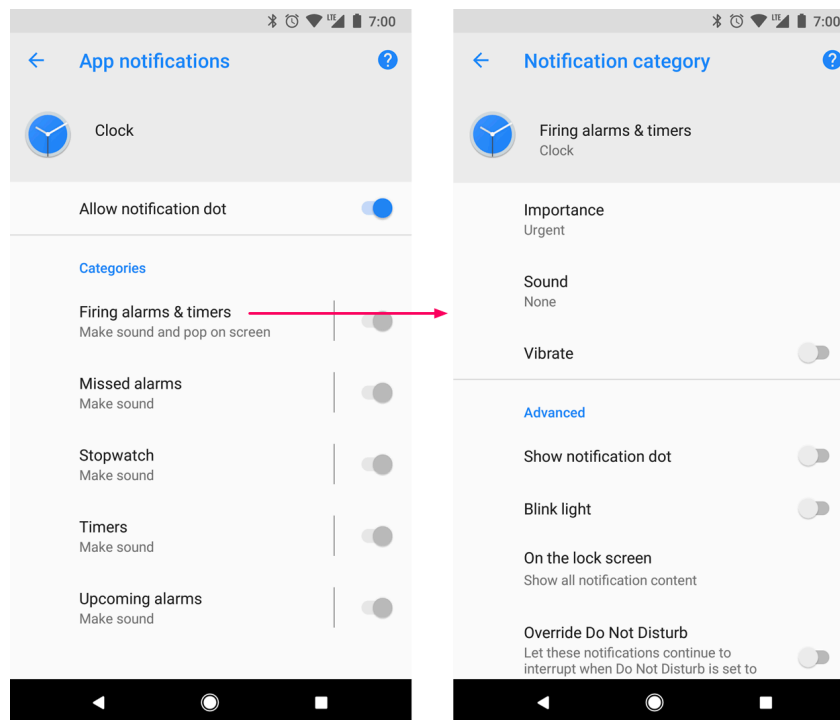 LTE 7:00
App notifications ?
Clock
Allow notification dot
Categories
Firing alarms & timers
Make sound and pop on screen
Missed alarms
Make sound
Stopwatch
Make sound
Timers
Make sound
Upcoming alarms
Make sound
LTE 7:00
Notification category ?
Firing alarms & timers
Clock
Importance
Urgent
Sound
None
Vibrate
Advanced
Show notification dot
Blink light
On the lock screen
Show all notification content
Override Do Not Disturb
Let these notifications continue to
interrupt when Do Not Disturb is set to